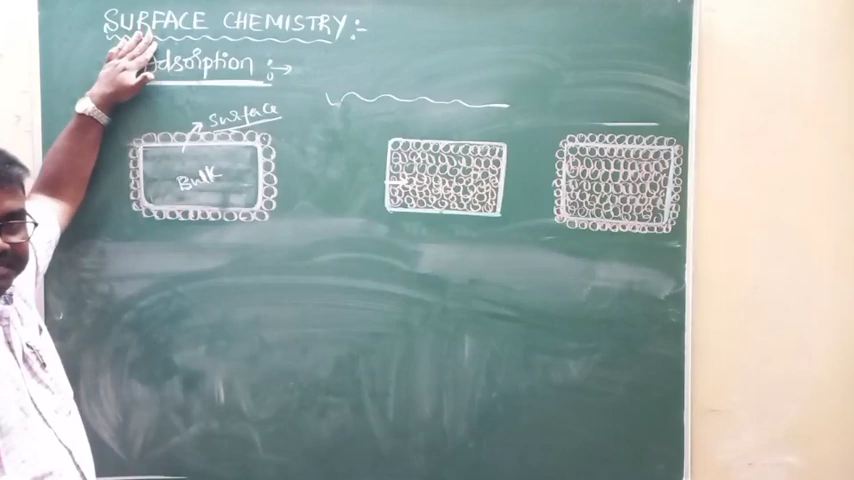 SURFACE CHEMISTRY:-
Adsorption :→
Surface
Bulk